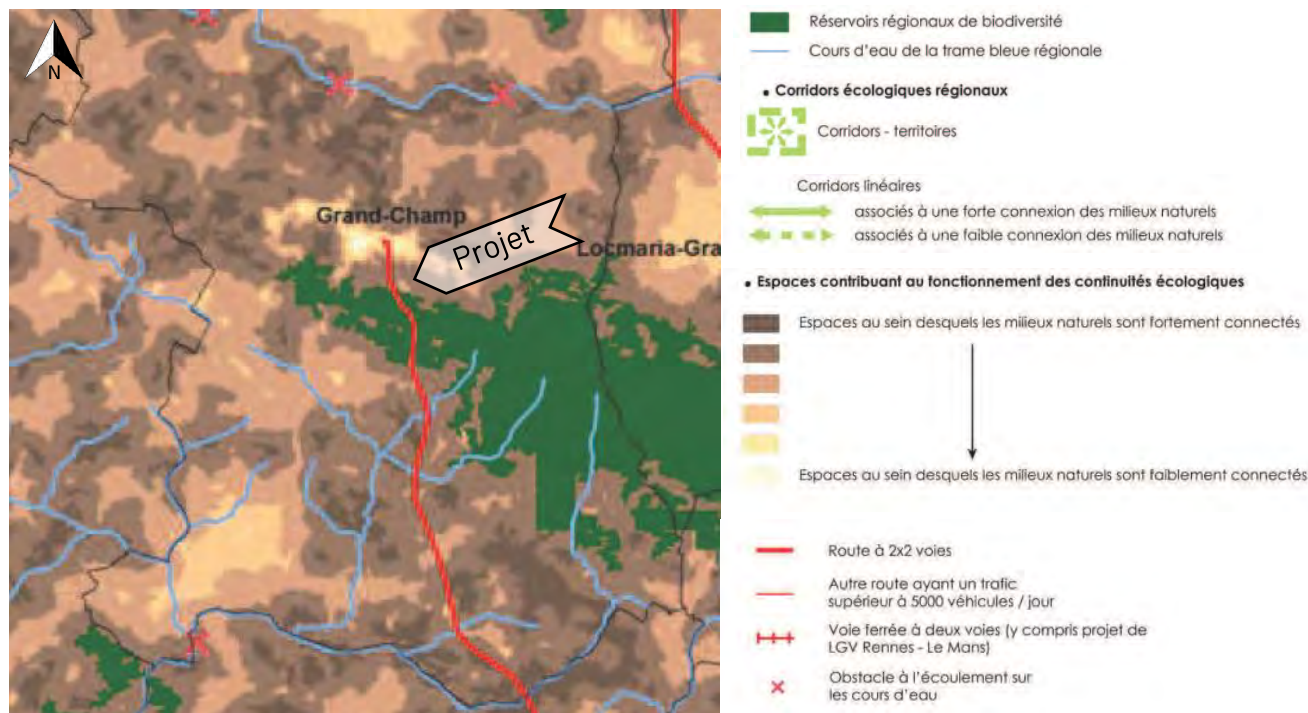 N
Grand-Champ
Projet
Locmaria-Gra
Réservoirs régionaux de biodiversité
Cours d'eau de la trame bleue régionale
• Corridors écologiques régionaux
Corridors - territoires
Corridors linéaires
associés à une forte connexion des milieux naturels
associés à une faible connexion des milieux naturels
• Espaces contribuant au fonctionnement des continuités écologiques
Espaces au sein desquels les milieux naturels sont fortement connectés
Espaces au sein desquels les milieux naturels sont faiblement connectés
Route à 2x2 voies
Autre route ayant un trafic
supérieur à 5000 véhicules / jour
Voie ferrée à deux voies (y compris projet de
LGV Rennes - Le Mans)
Obstacle à l'écoulement sur
les cours d'eau